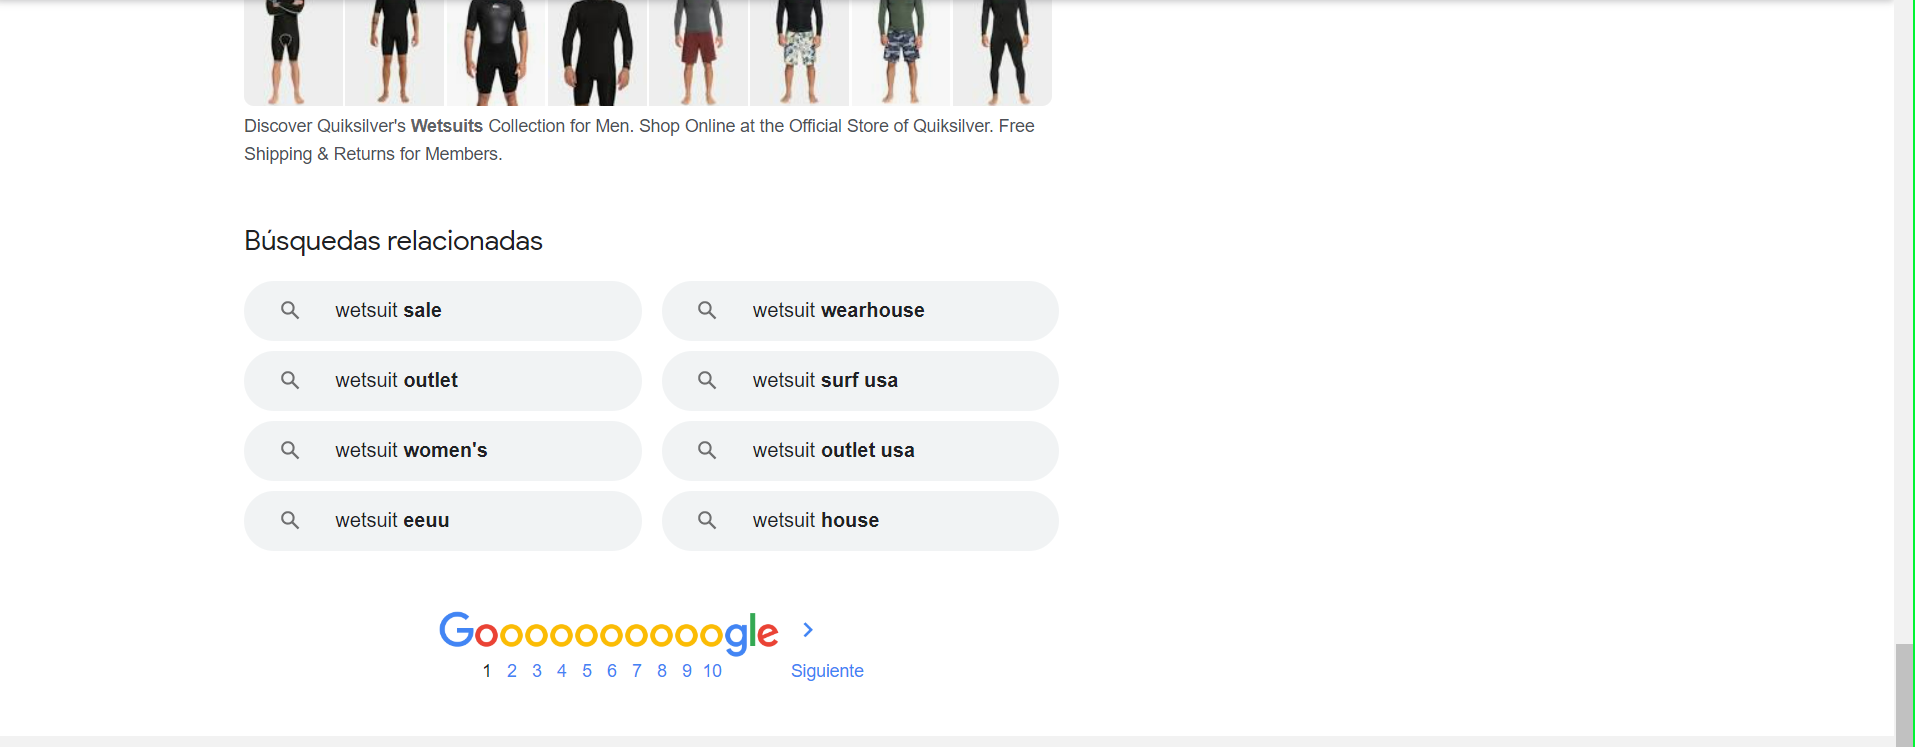 Discover Quiksilver's Wetsuits Collection for Men. Shop Online at the Official Store of Quiksilver. Free
Shipping & Returns for Members.
Búsquedas relacionadas
wetsuit sale
wetsuit wearhouse
wetsuit outlet
wetsuit surf usa
wetsuit women's
wetsuit outlet usa
wetsuit eeuu
wetsuit house
Goooooooooogle
1 2 3 4 5 6 7 8 9 10 Siguiente